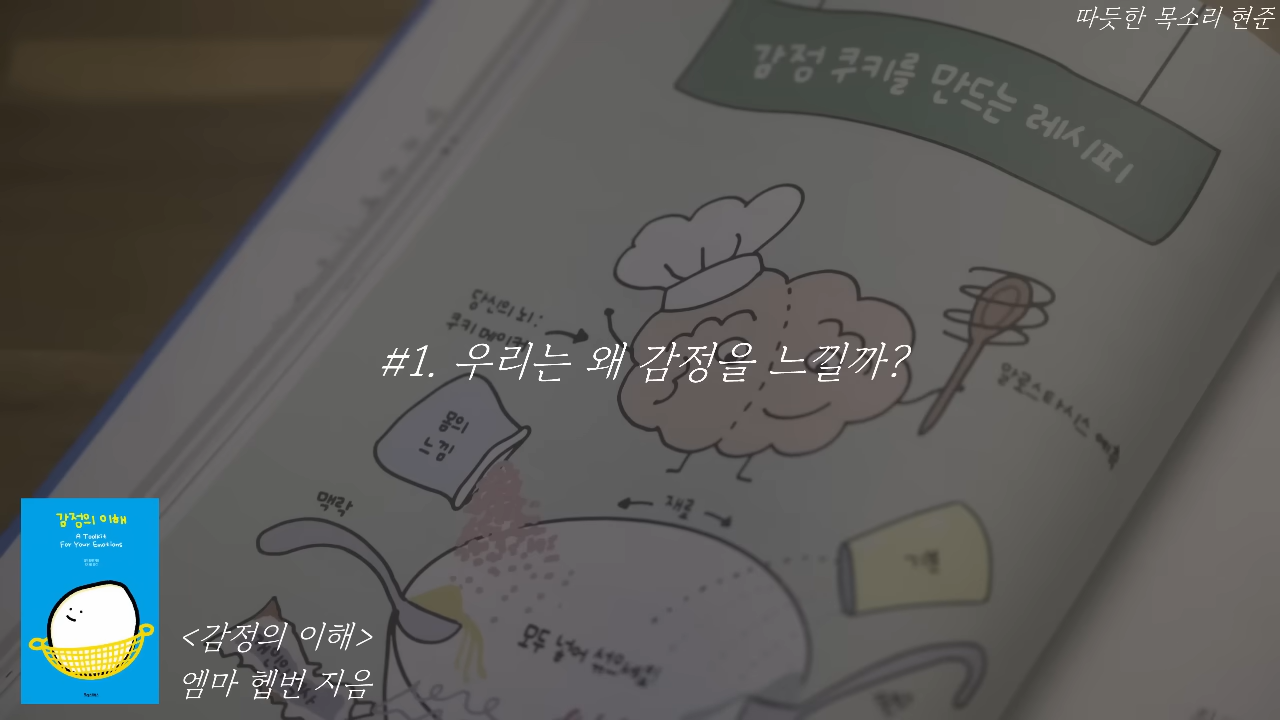 따듯한 목소리 현준
감정 쿠키를 만드는 레시피
당신의 뇌:
쿠키 메이커
#1. 우리는 왜 감정을 느낄까?
알로스타시스 예측
몸의
느낌
맥락
재료
기억
모두 넣어 섞으세요!
감정의 이해
A Toolkit
For Your Emotions
<감정의 이해>
엠마 헵번 지음